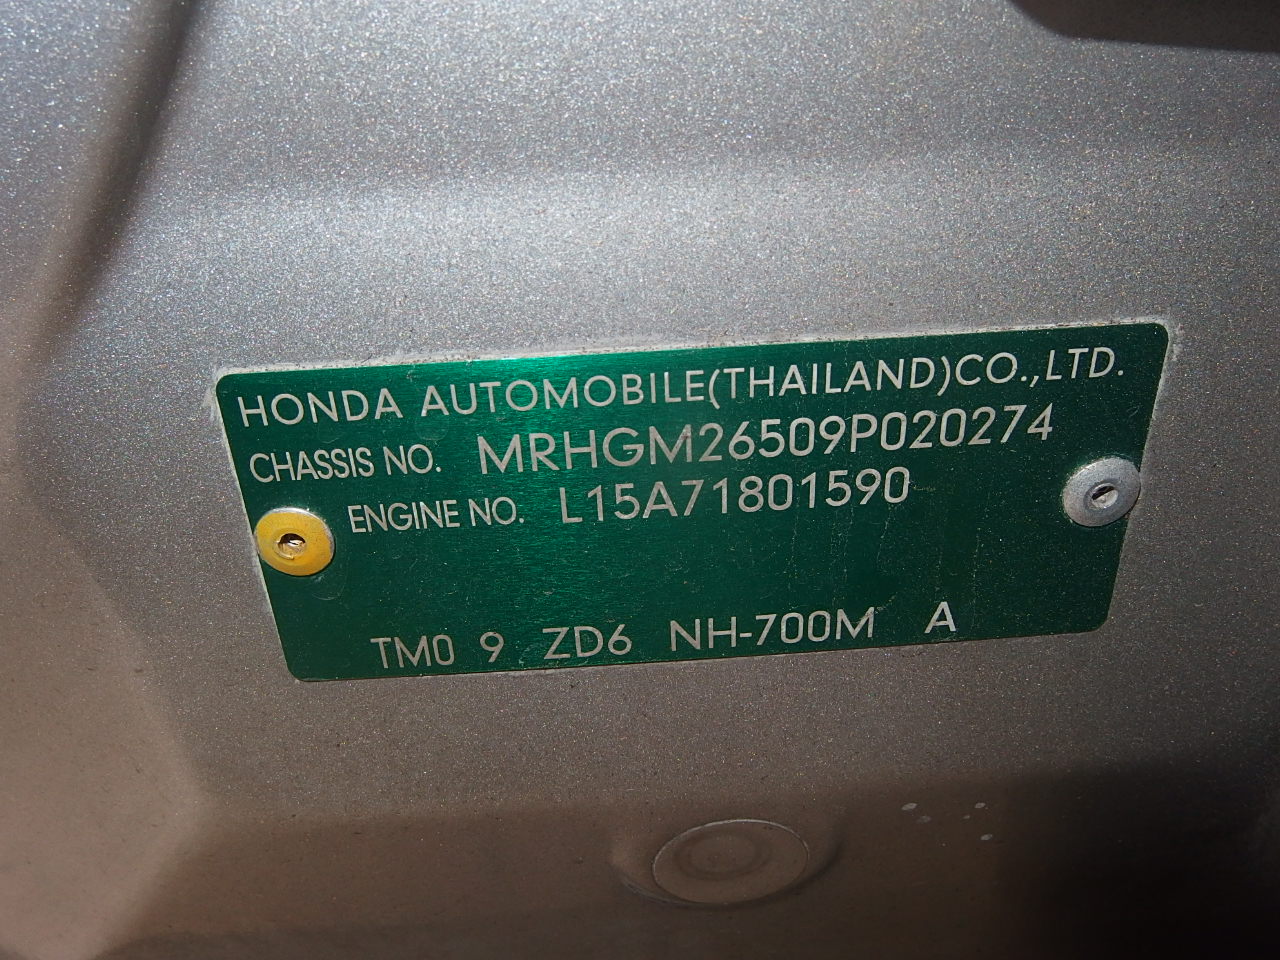 HONDA AUTOMOBILE(THAILAND)CO.,LTD.
CHASSIS NO. MRHGM26509P020274
ENGINE NO. L15A71801590
TM0 9 ZD6 NH-700M A